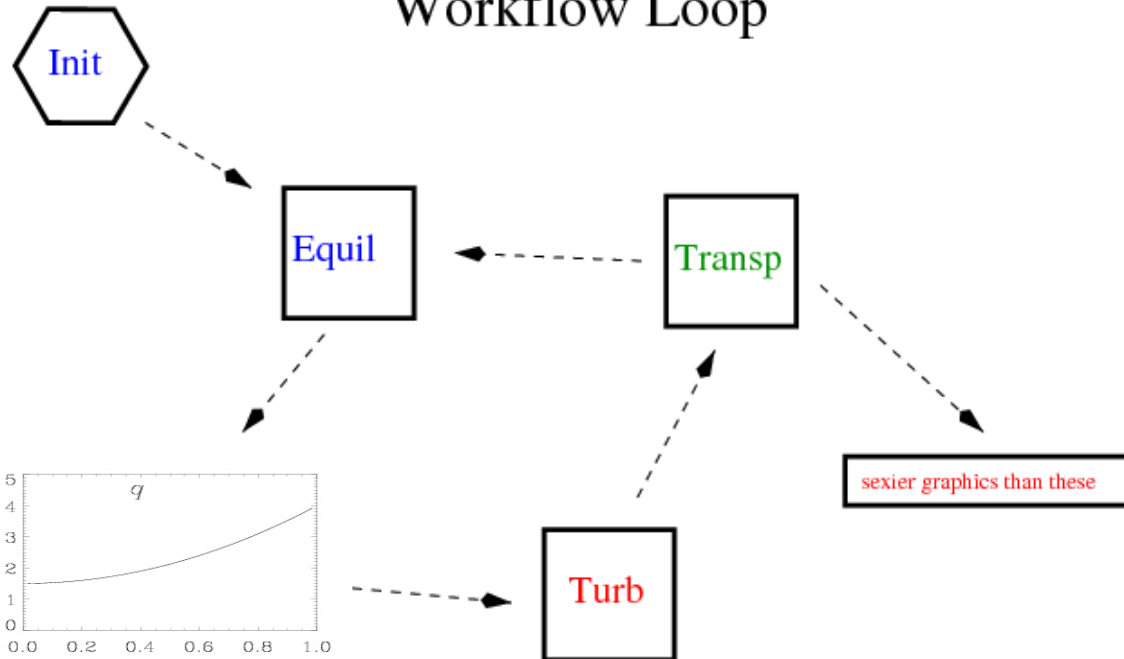 Workflow Loop
Init
Equil
Transp
sexier graphics than these
q
5
4
3
2
1
0
0.0 0.2 0.4 0.6 0.8 1.0
Turb